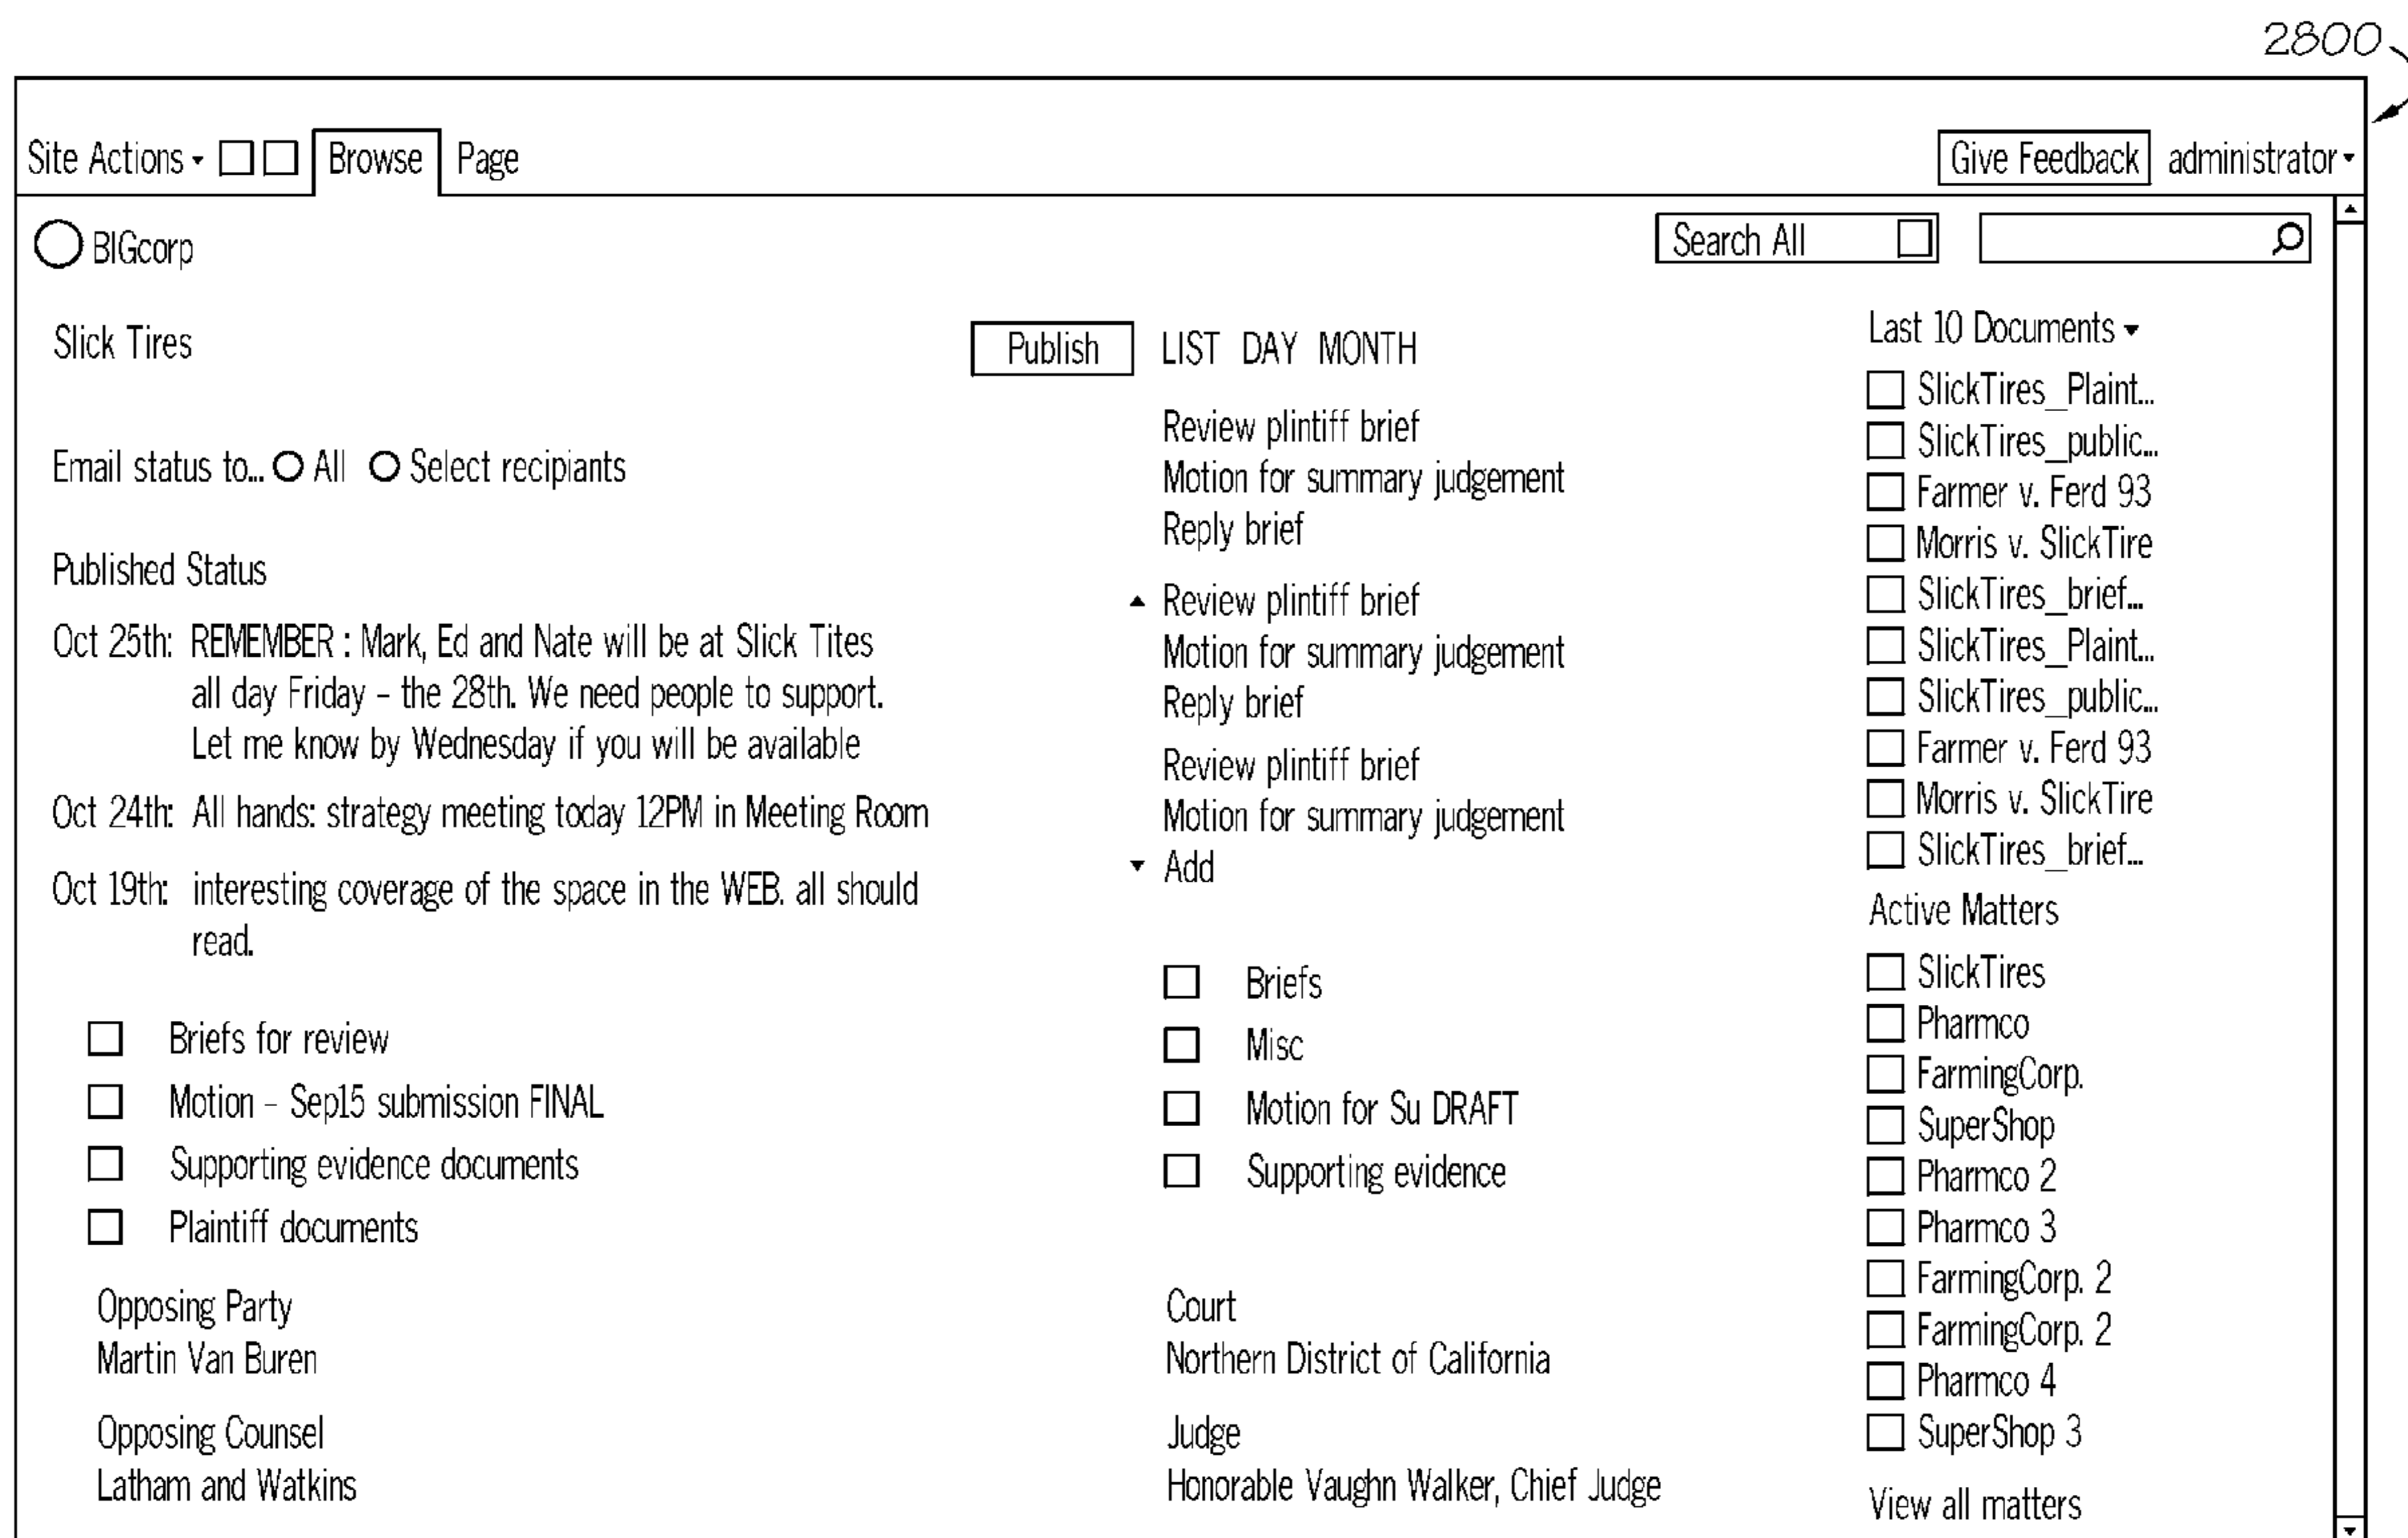 2800
Site Actions Browse Page Give Feedback administrator
BIGcorp Search All
Slick Tires
Email status to... All Select recipiants
Published Status
Oct 25th: REMEMBER : Mark, Ed and Nate will be at Slick Tites
all day Friday – the 28th. We need people to support.
Let me know by Wednesday if you will be available
Oct 24th: All hands: strategy meeting today 12PM in Meeting Room
Oct 19th: interesting coverage of the space in the WEB. all should
read.
Briefs for review
Motion – Sep15 submission FINAL
Supporting evidence documents
Plaintiff documents
Opposing Party
Martin Van Buren
Opposing Counsel
Latham and Watkins
Publish LIST DAY MONTH
Review plintiff brief
Motion for summary judgement
Reply brief
Review plintiff brief
Motion for summary judgement
Reply brief
Review plintiff brief
Motion for summary judgement
Add
Briefs
Misc
Motion for Su DRAFT
Supporting evidence
Court
Northern District of California
Judge
Honorable Vaughn Walker, Chief Judge
Last 10 Documents
SlickTires_Plaint...
SlickTires_public...
Farmer v. Ferd 93
Morris v. SlickTire
SlickTires_brief...
SlickTires_Plaint...
SlickTires_public...
Farmer v. Ferd 93
Morris v. SlickTire
SlickTires_brief...
Active Matters
SlickTires
Pharmco
FarmingCorp.
SuperShop
Pharmco 2
Pharmco 3
FarmingCorp. 2
FarmingCorp. 2
Pharmco 4
SuperShop 3
View all matters